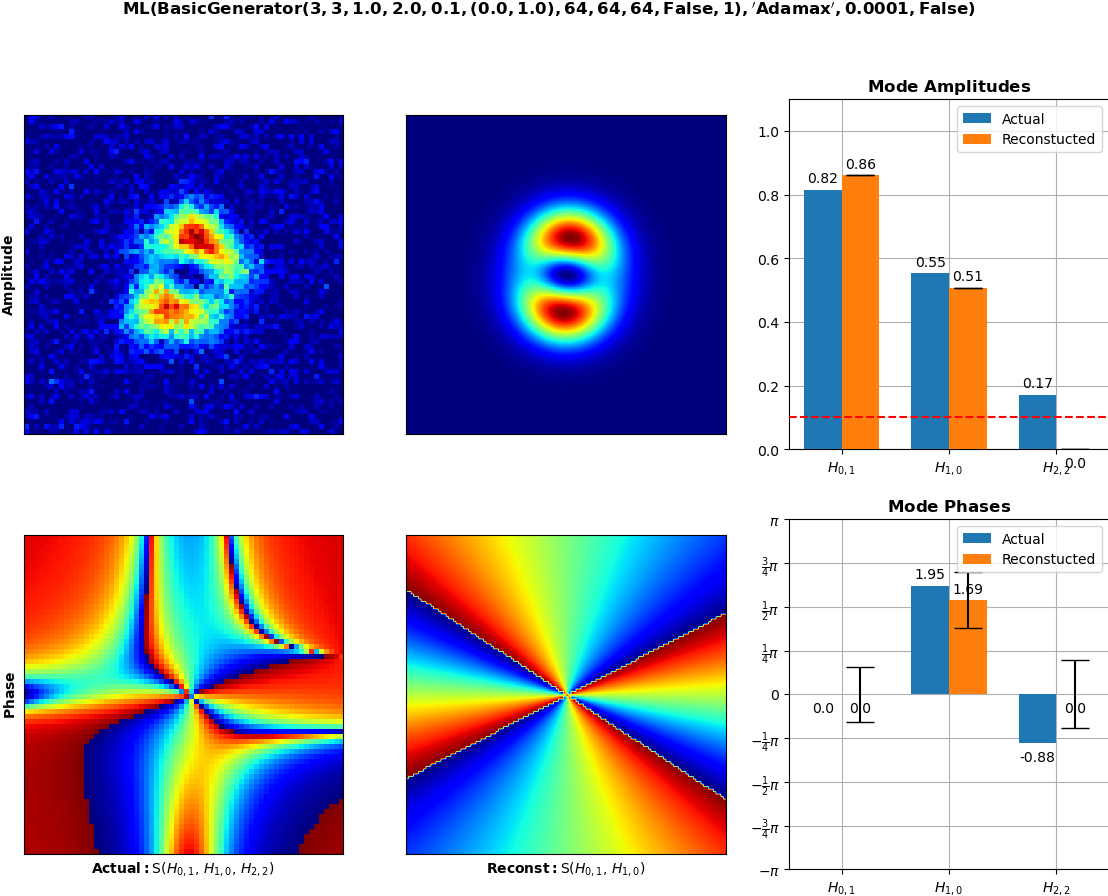 ML(BasicGenerator(3, 3, 1.0, 2.0, 0.1, (0.0, 1.0), 64, 64, 64, False, 1), ′Adamax′, 0.0001, False)
Amplitude
Mode Amplitudes
Actual
Reconstucted
1.0
0.8
0.6
0.4
0.2
0.0
0.82
0.86
0.55
0.51
0.17
0.0
H0,1
H1,0
H2,2
Phase
Actual: S(H0,1, H1,0, H2,2)
Reconst: S(H0,1, H1,0)
Mode Phases
Actual
Reconstucted
π
3/4π
1/2π
1/4π
0
−1/4π
−1/2π
−3/4π
−π
0.0
0.0
1.95
1.69
-0.88
0.0
H0,1
H1,0
H2,2